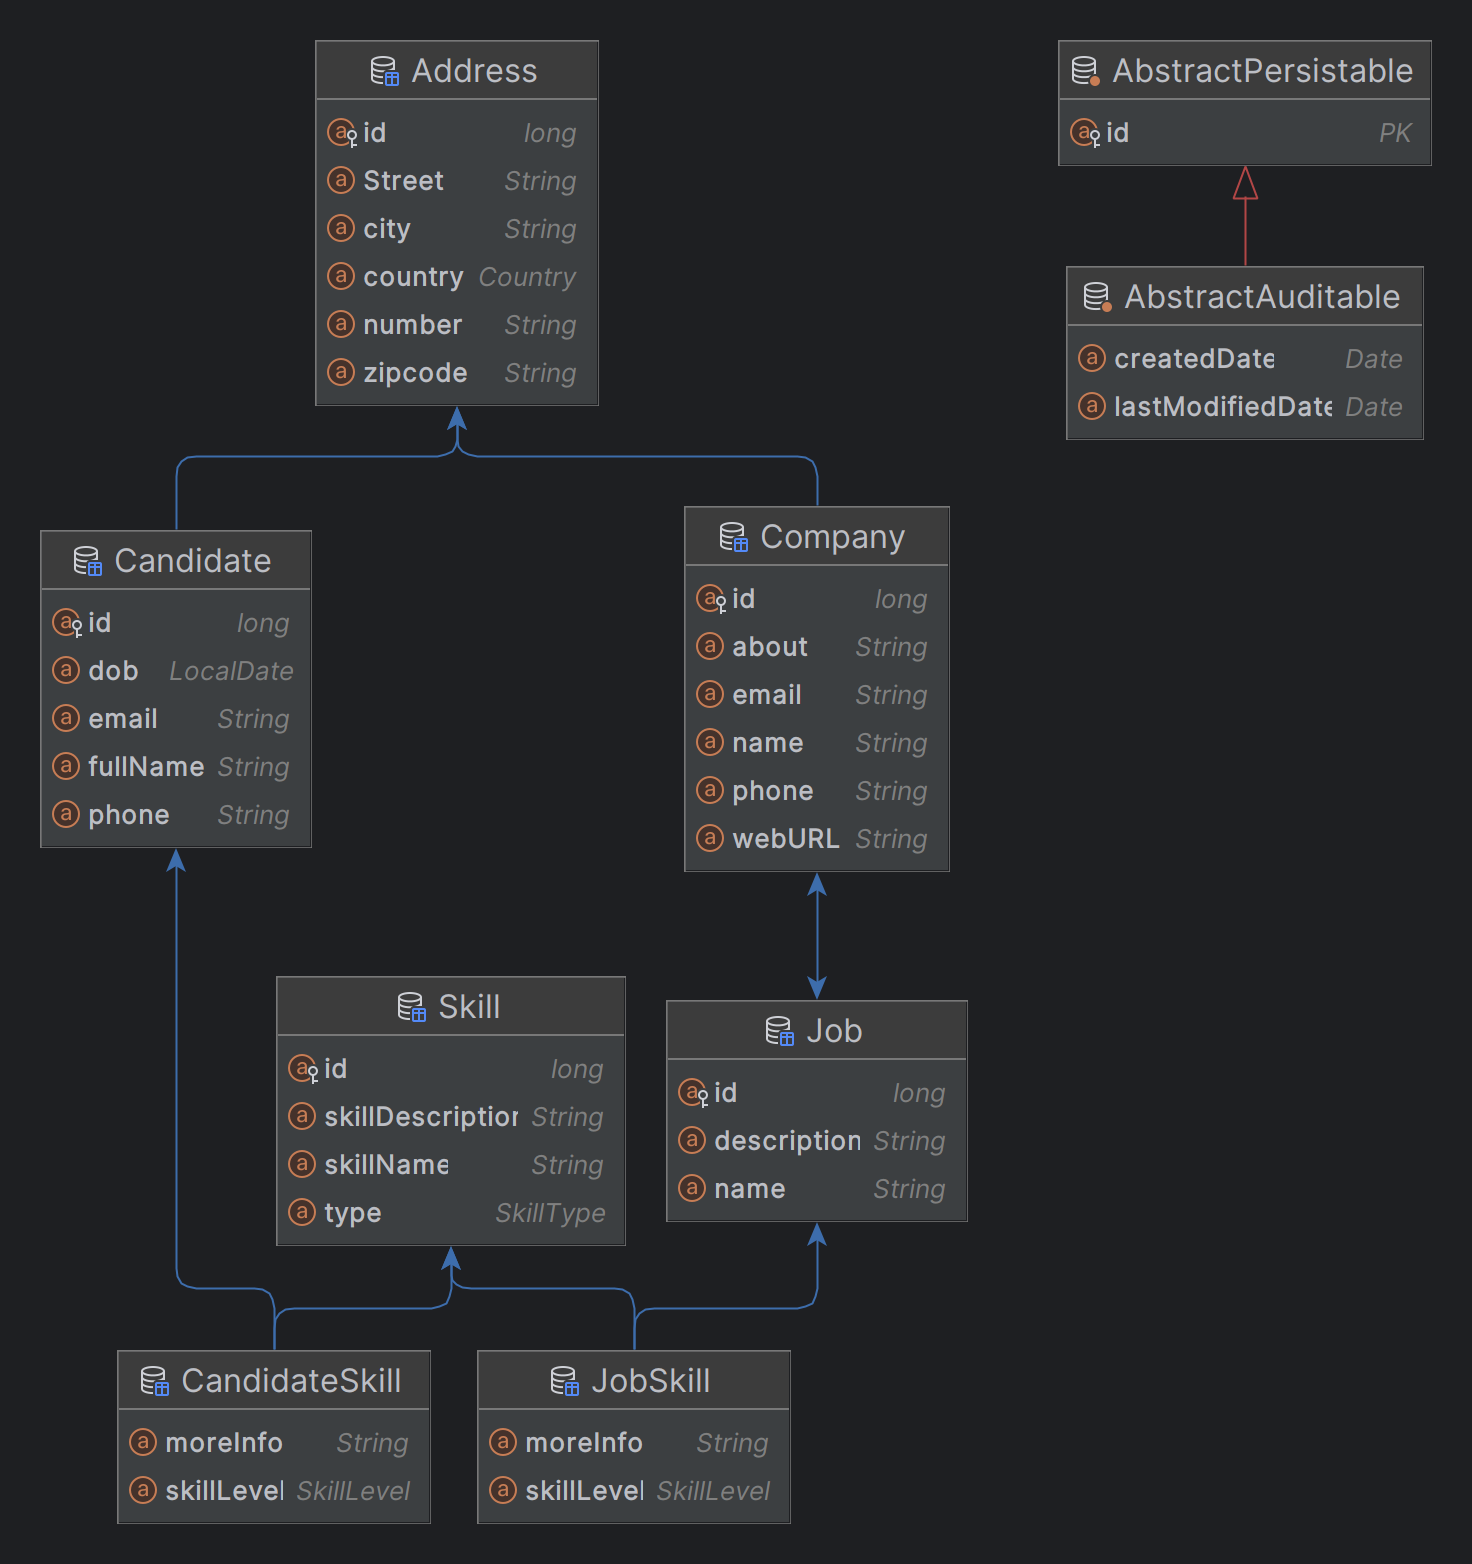 Address
id long
Street String
city String
country Country
number String
zipcode String
AbstractPersistable
id PK
AbstractAuditable
createdDate Date
lastModifiedDate Date
Candidate
id long
dob LocalDate
email String
fullName String
phone String
Company
id long
about String
email String
name String
phone String
webURL String
Skill
id long
skillDescription String
skillName String
type SkillType
Job
id long
description String
name String
CandidateSkill
moreInfo String
skillLevel SkillLevel
JobSkill
moreInfo String
skillLevel SkillLevel